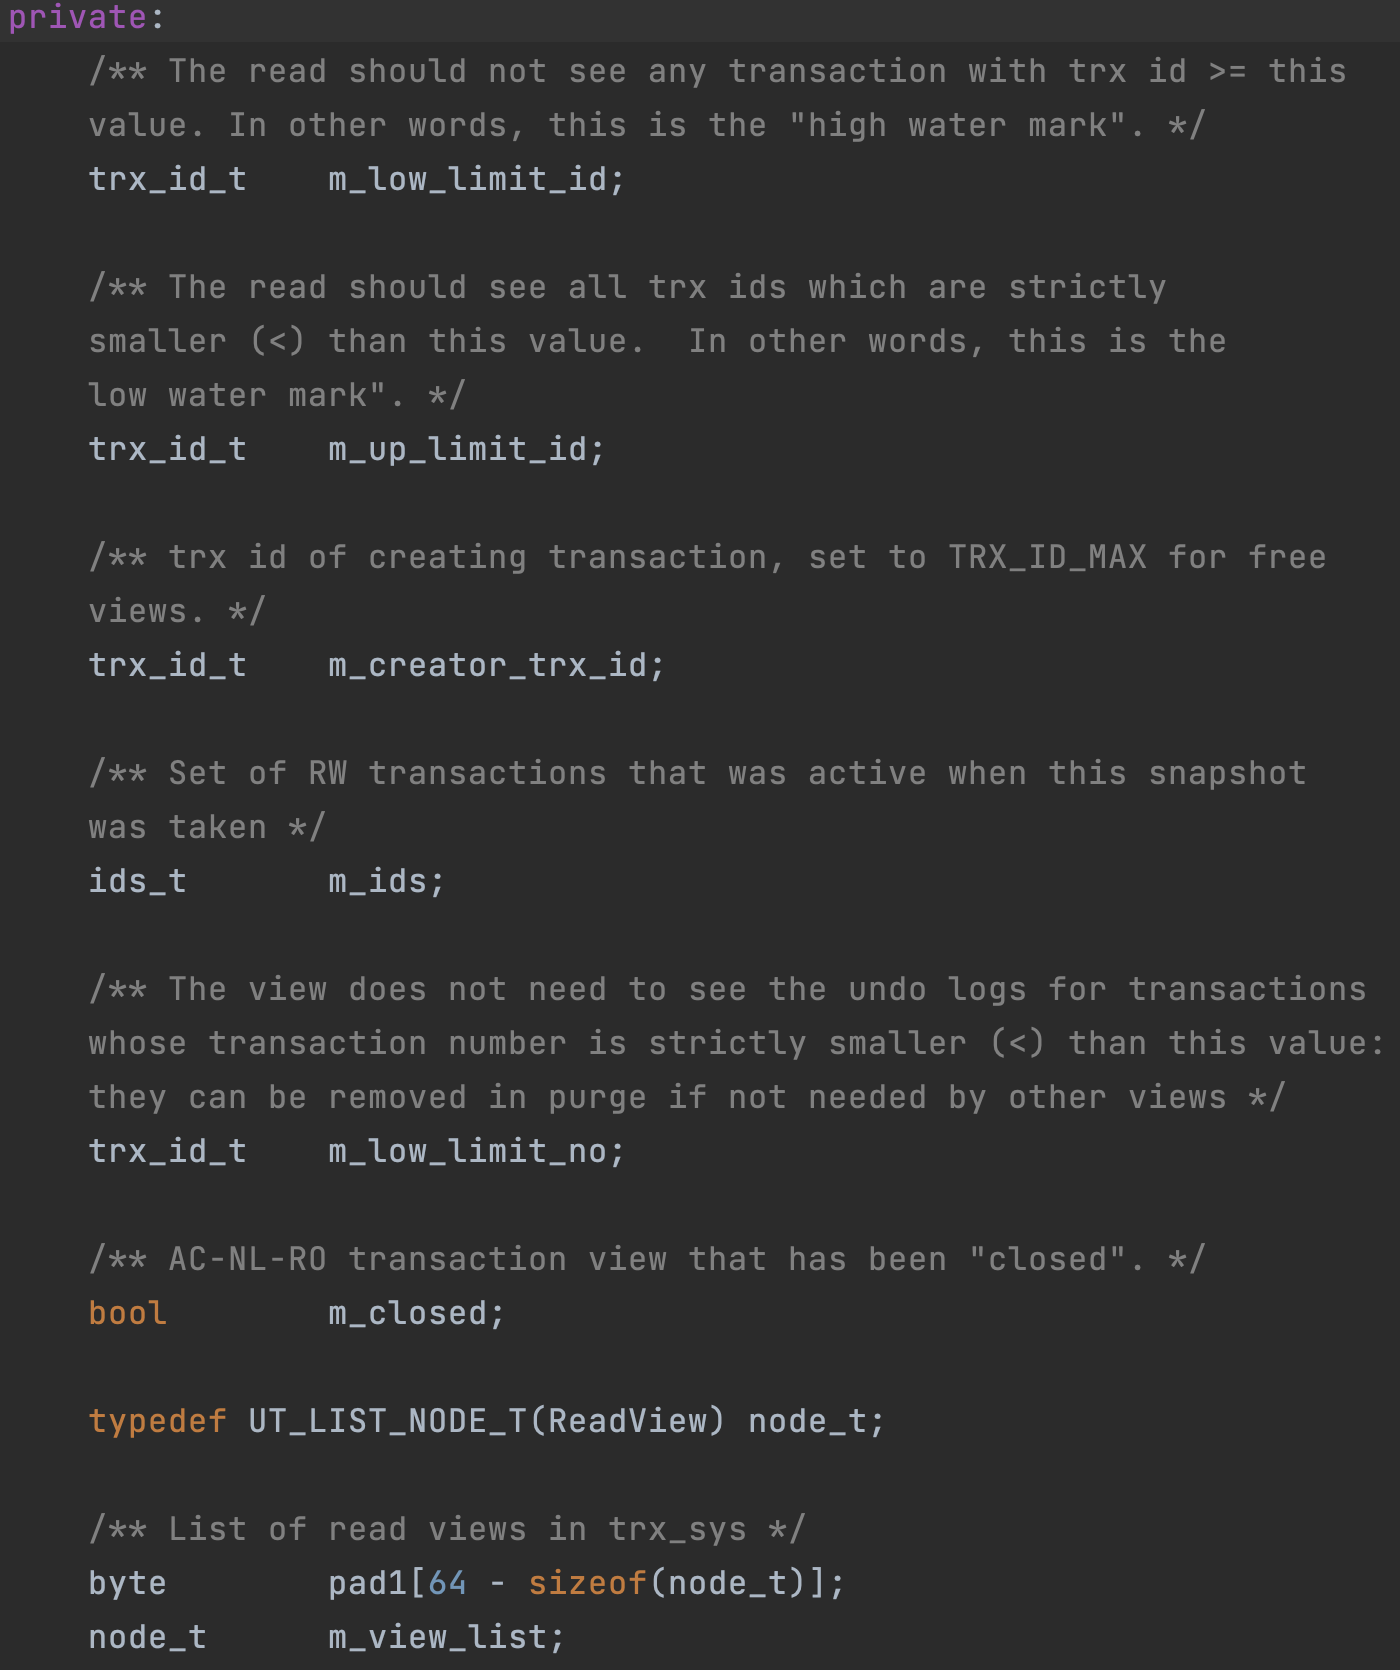 private:
    /** The read should not see any transaction with trx id >= this
    value. In other words, this is the "high water mark". */
    trx_id_t    m_low_limit_id;

    /** The read should see all trx ids which are strictly
    smaller (<) than this value.  In other words, this is the
    low water mark". */
    trx_id_t    m_up_limit_id;

    /** trx id of creating transaction, set to TRX_ID_MAX for free
    views. */
    trx_id_t    m_creator_trx_id;

    /** Set of RW transactions that was active when this snapshot
    was taken */
    ids_t       m_ids;

    /** The view does not need to see the undo logs for transactions
    whose transaction number is strictly smaller (<) than this value:
    they can be removed in purge if not needed by other views */
    trx_id_t    m_low_limit_no;

    /** AC-NL-RO transaction view that has been "closed". */
    bool        m_closed;

    typedef UT_LIST_NODE_T(ReadView) node_t;

    /** List of read views in trx_sys */
    byte        pad1[64 - sizeof(node_t)];
    node_t      m_view_list;